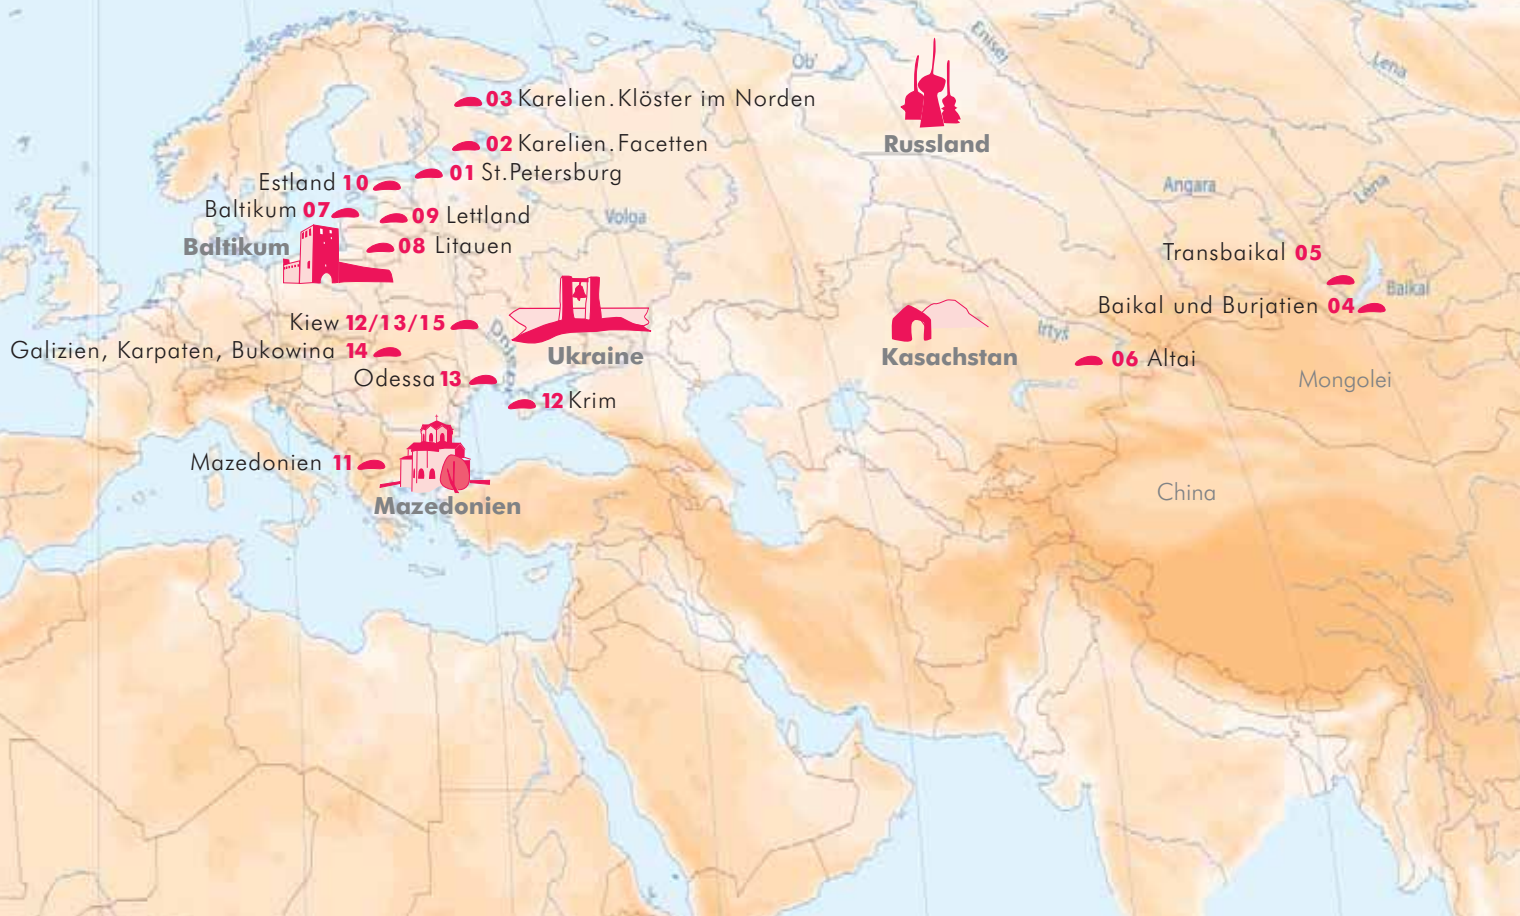 Enisej
Ob'
Lena
03 Karelien.Klöster im Norden
02 Karelien.Facetten
Russland
01 St.Petersburg
Estland 10
Angara
Lena
Baltikum 07
09 Lettland
Volga
Baltikum
08 Litauen
Transbaikal 05
Baikal
Baikal und Burjatien 04
Kiew 12/13/15
Irtyš
Galizien, Karpaten, Bukowina 14
Ukraine
Kasachstan
06 Altai
Odessa 13
Mongolei
12 Krim
Mazedonien 11
China
Mazedonien